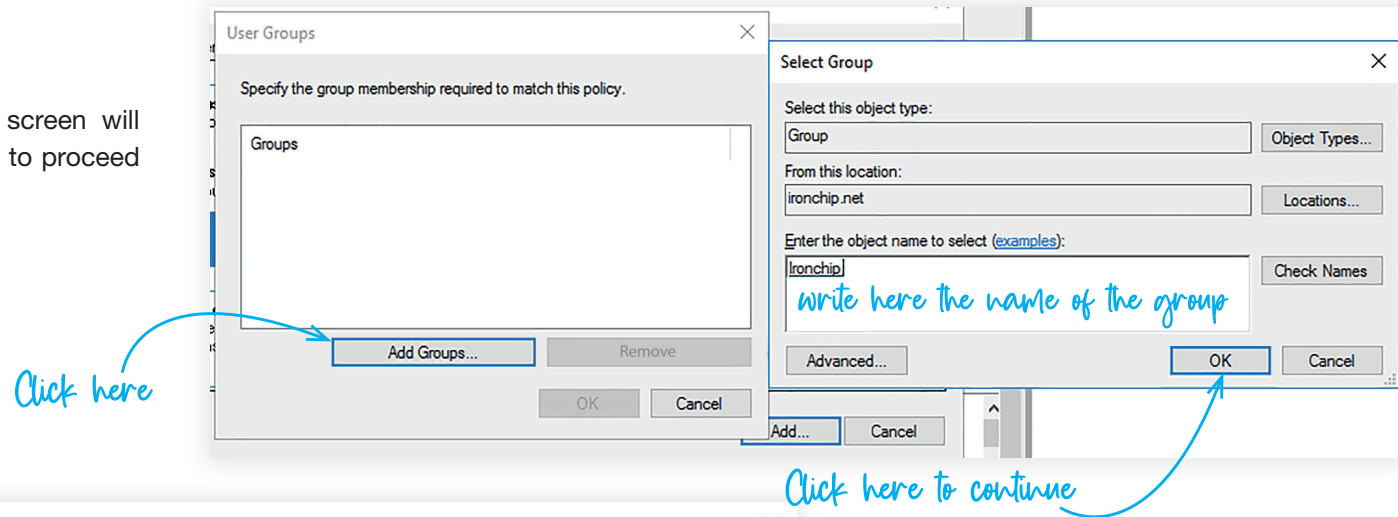 screen will
to proceed
User Groups
Specify the group membership required to match this policy.
Groups
Add Groups...
Remove
OK
Cancel
Click here
Select Group
Select this object type:
Group
Object Types...
From this location:
ironchip.net
Locations...
Enter the object name to select (examples):
Ironchip
Check Names
write here the name of the group
Advanced...
OK
Cancel
Add...
Cancel
Click here to continue